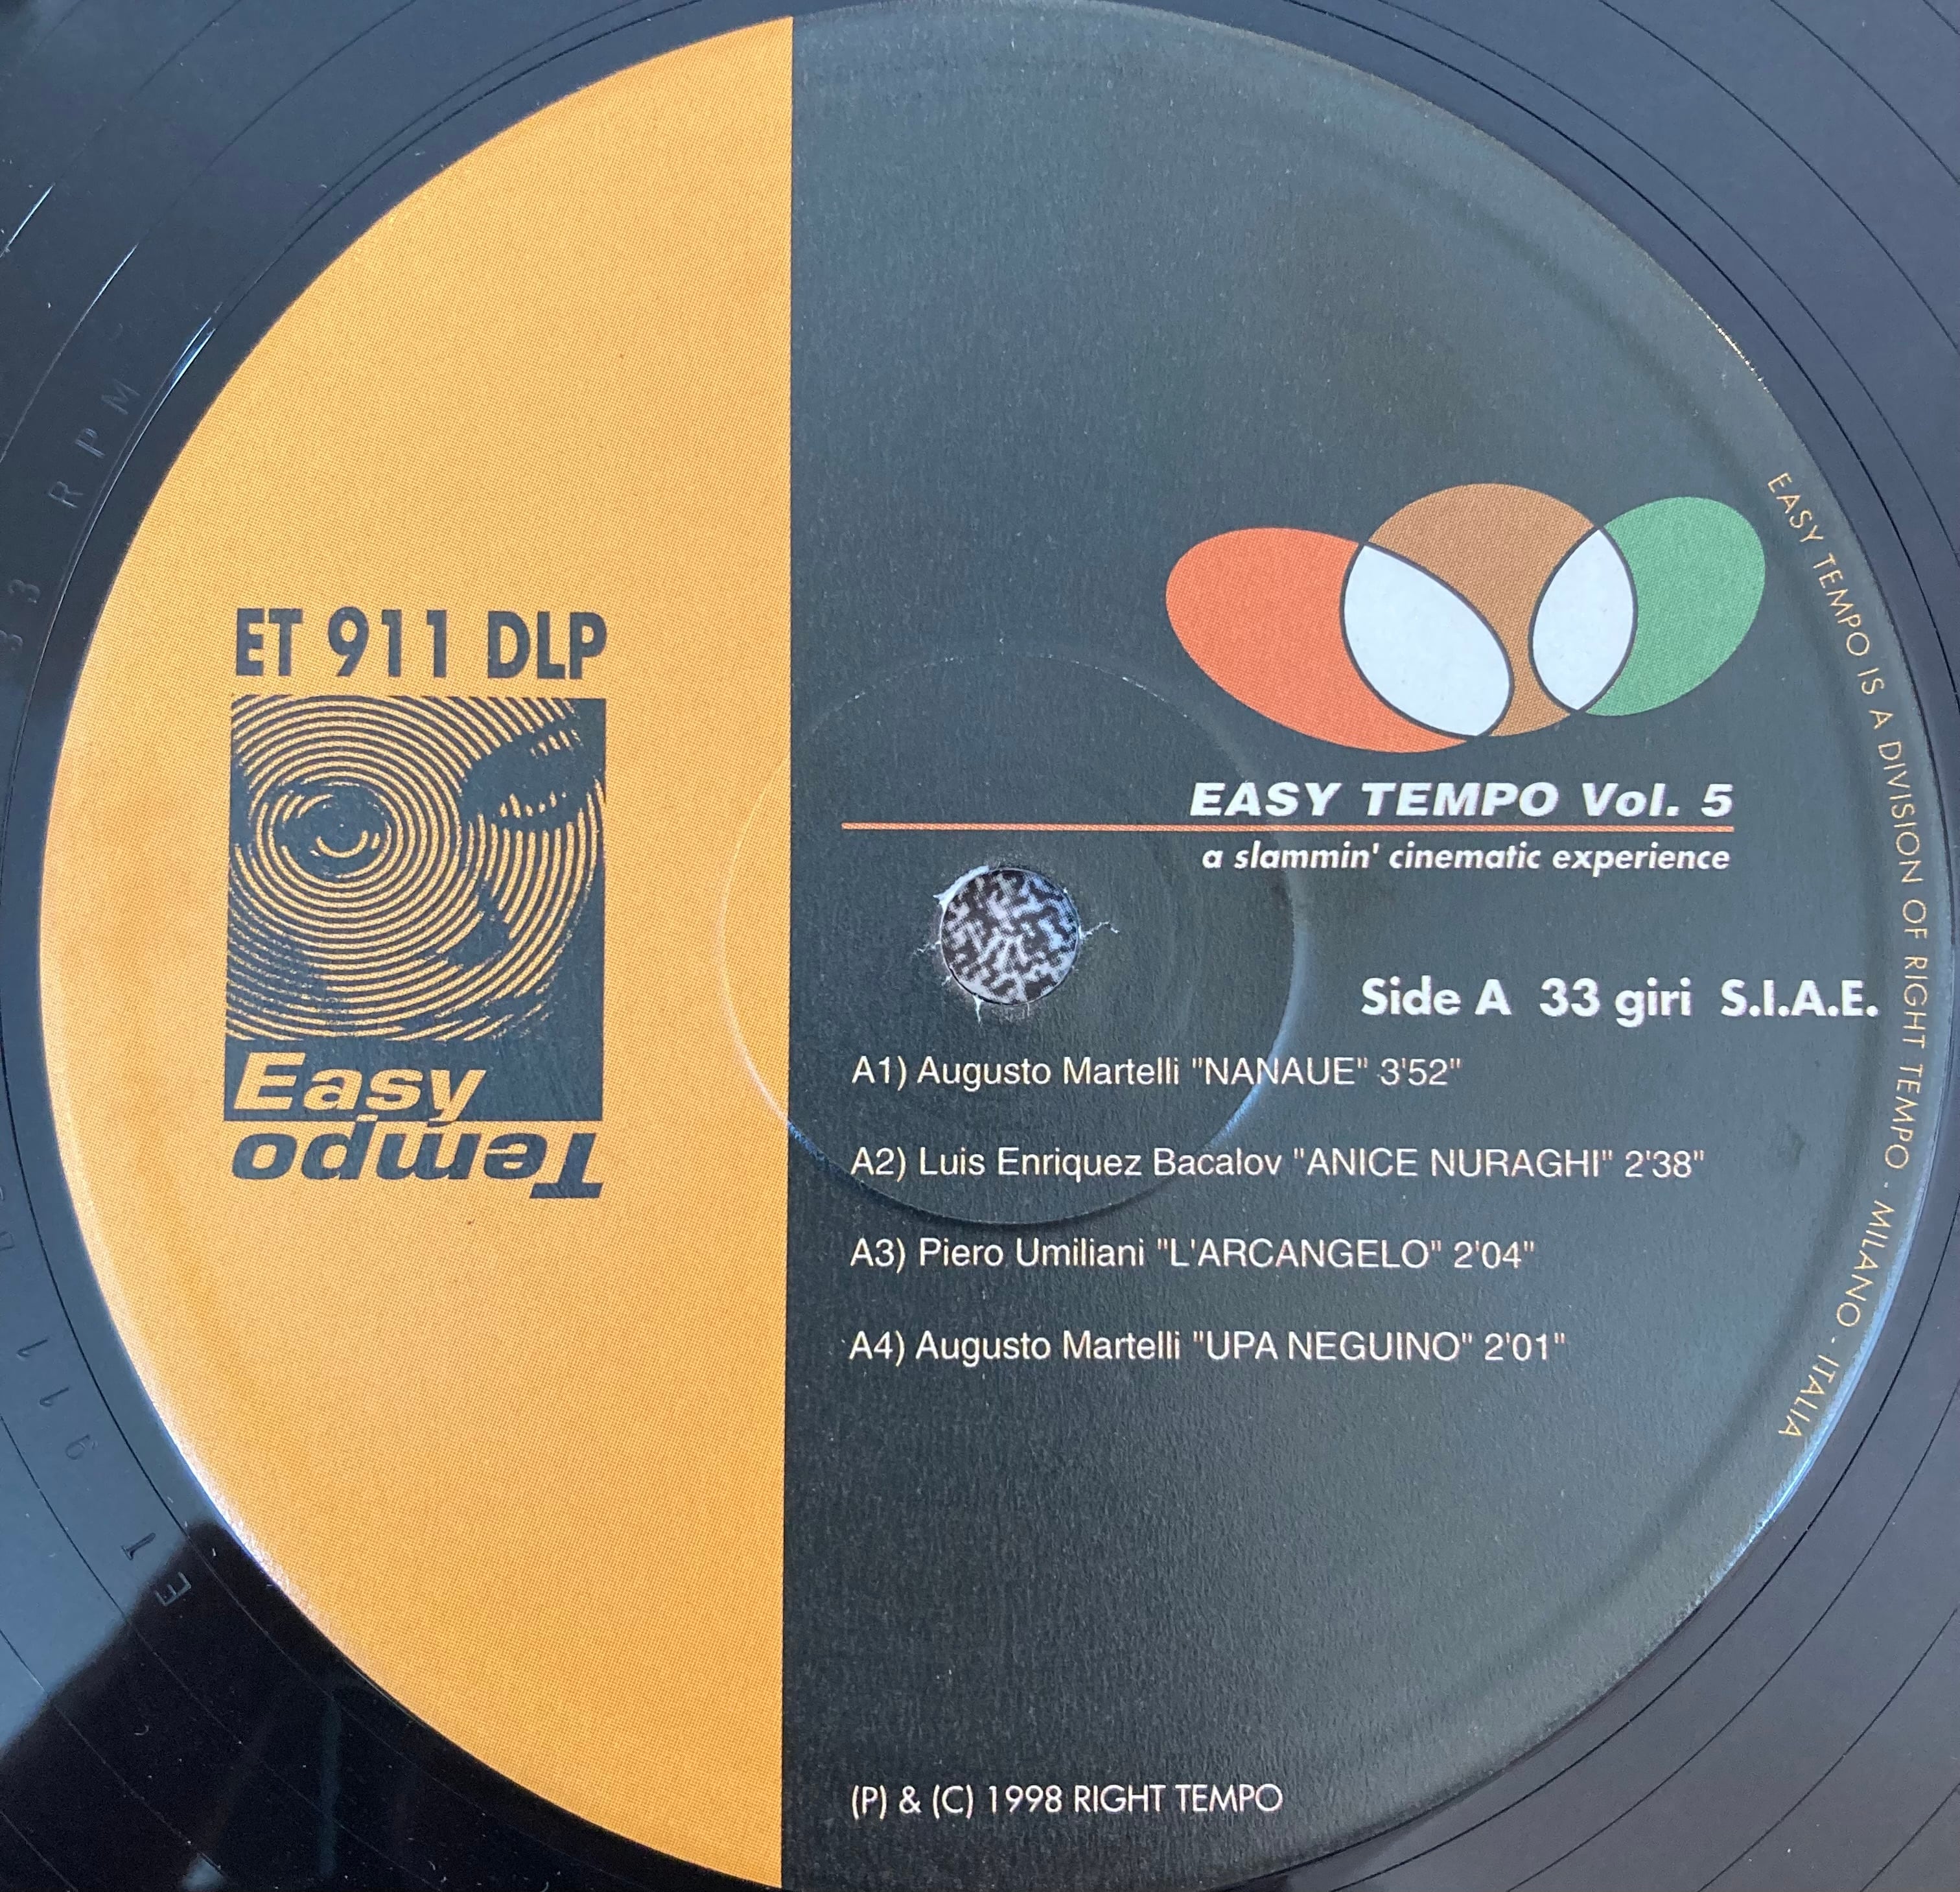 ET 911 DLP
Easy
Tempo
EASY TEMPO Vol. 5
a slammin' cinematic experience
Side A 33 giri S.I.A.E.
A1) Augusto Martelli "NANAUE" 3'52"
A2) Luis Enriquez Bacalov "ANICE NURAGHI" 2'38"
A3) Piero Umiliani "L'ARCANGELO" 2'04"
A4) Augusto Martelli "UPA NEGUINO" 2'01"
(P) & (C) 1998 RIGHT TEMPO
EASY TEMPO IS A DIVISION OF RIGHT TEMPO - MILANO - ITALIA
33 RPM